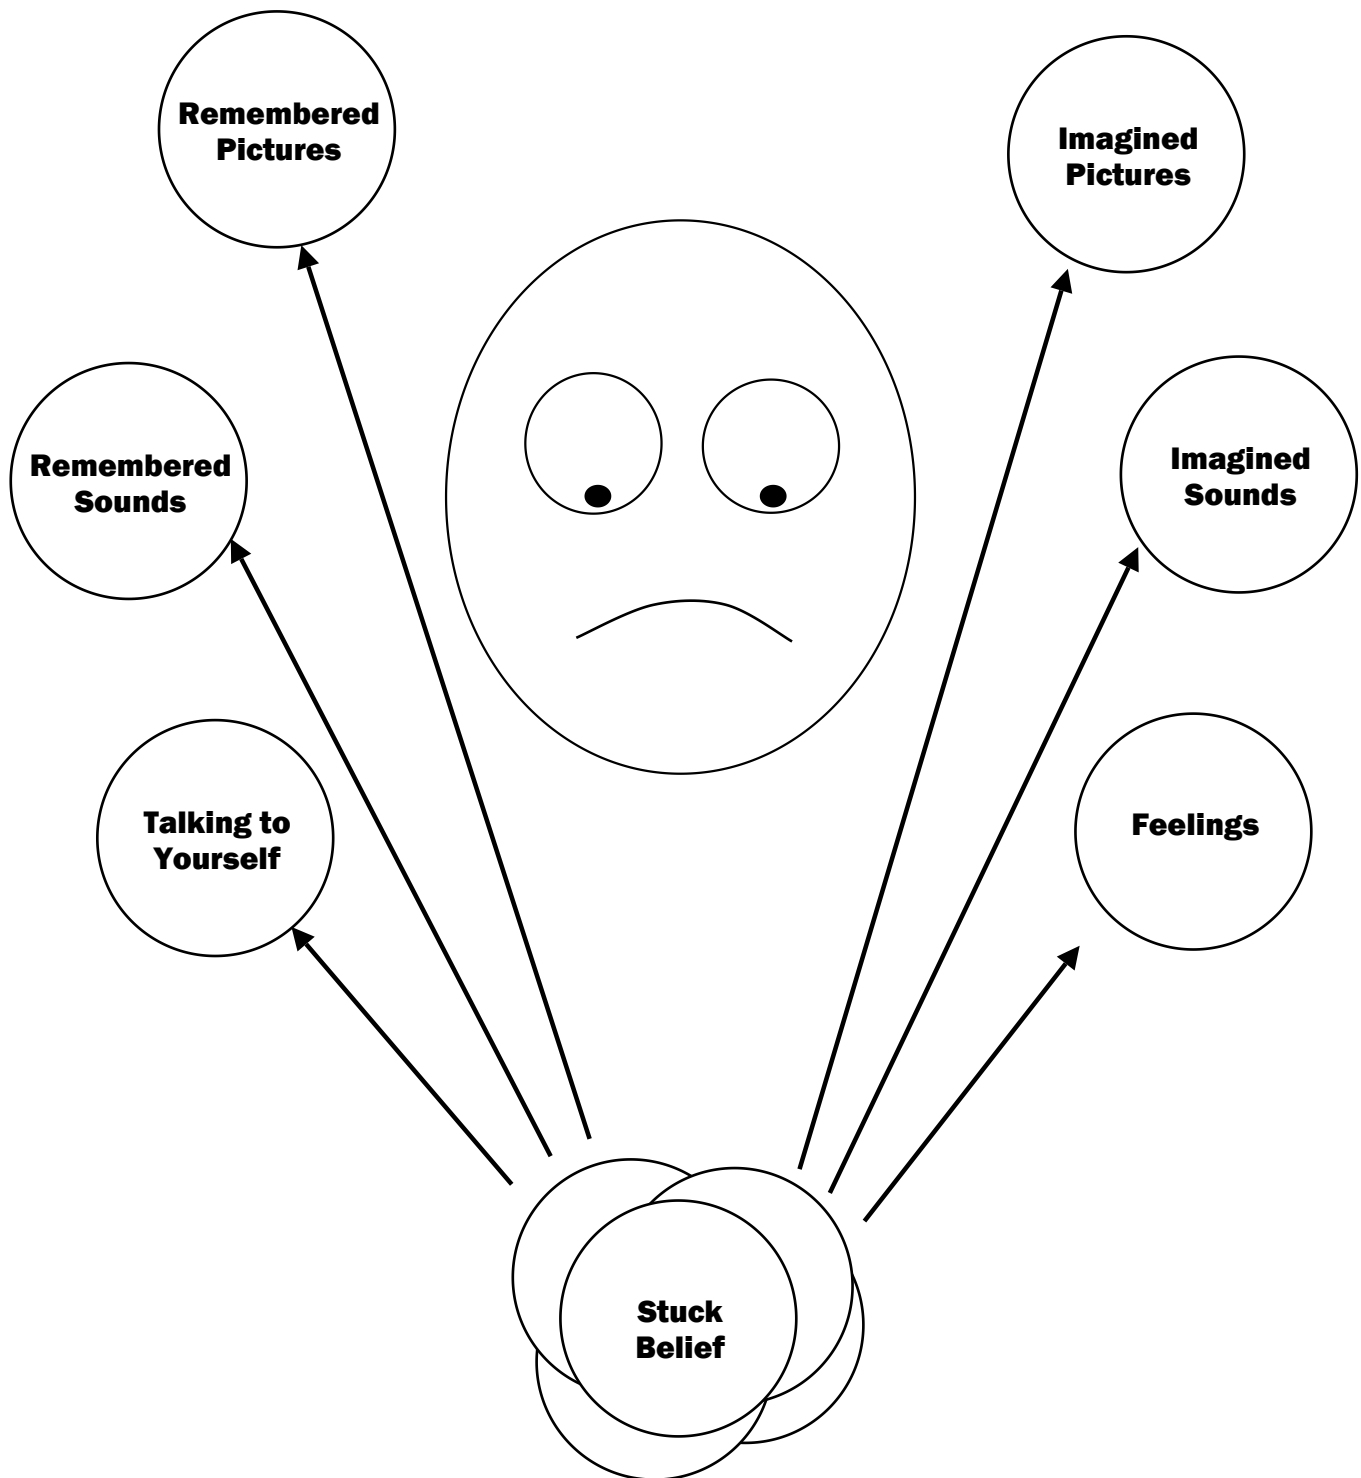 Remembered
Pictures
Imagined
Pictures
Remembered
Sounds
Imagined
Sounds
Talking to
Yourself
Feelings
Stuck
Belief